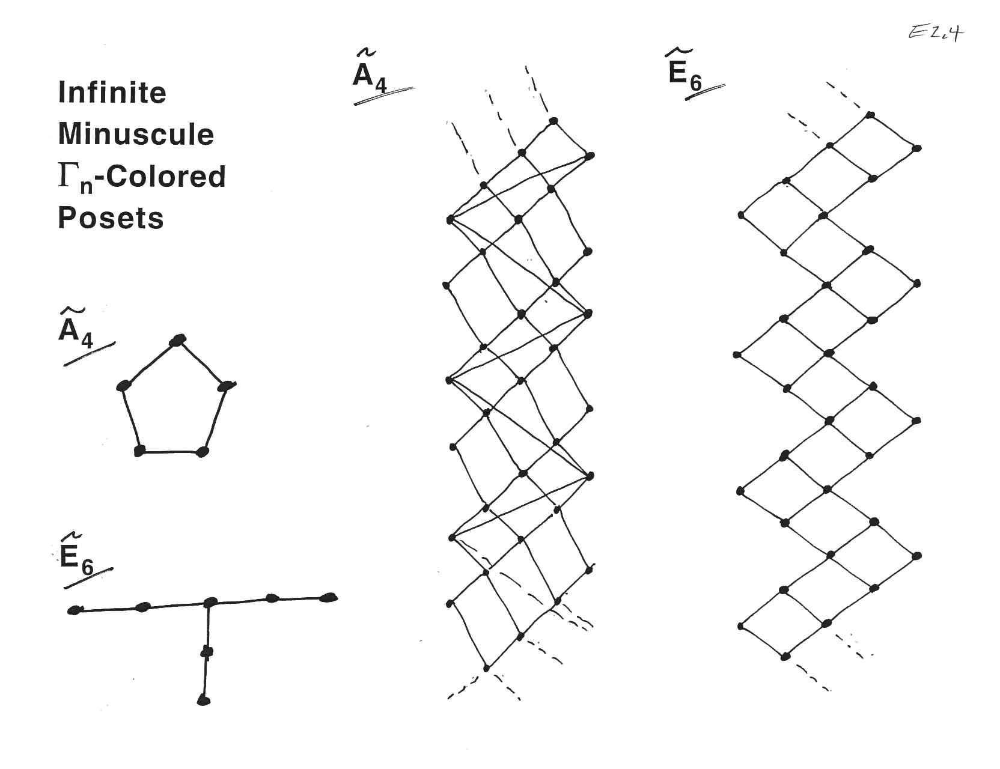 E2.4
Infinite
Minuscule
Γn-Colored
Posets
Ã4
Ẽ6
Ã4
Ẽ6